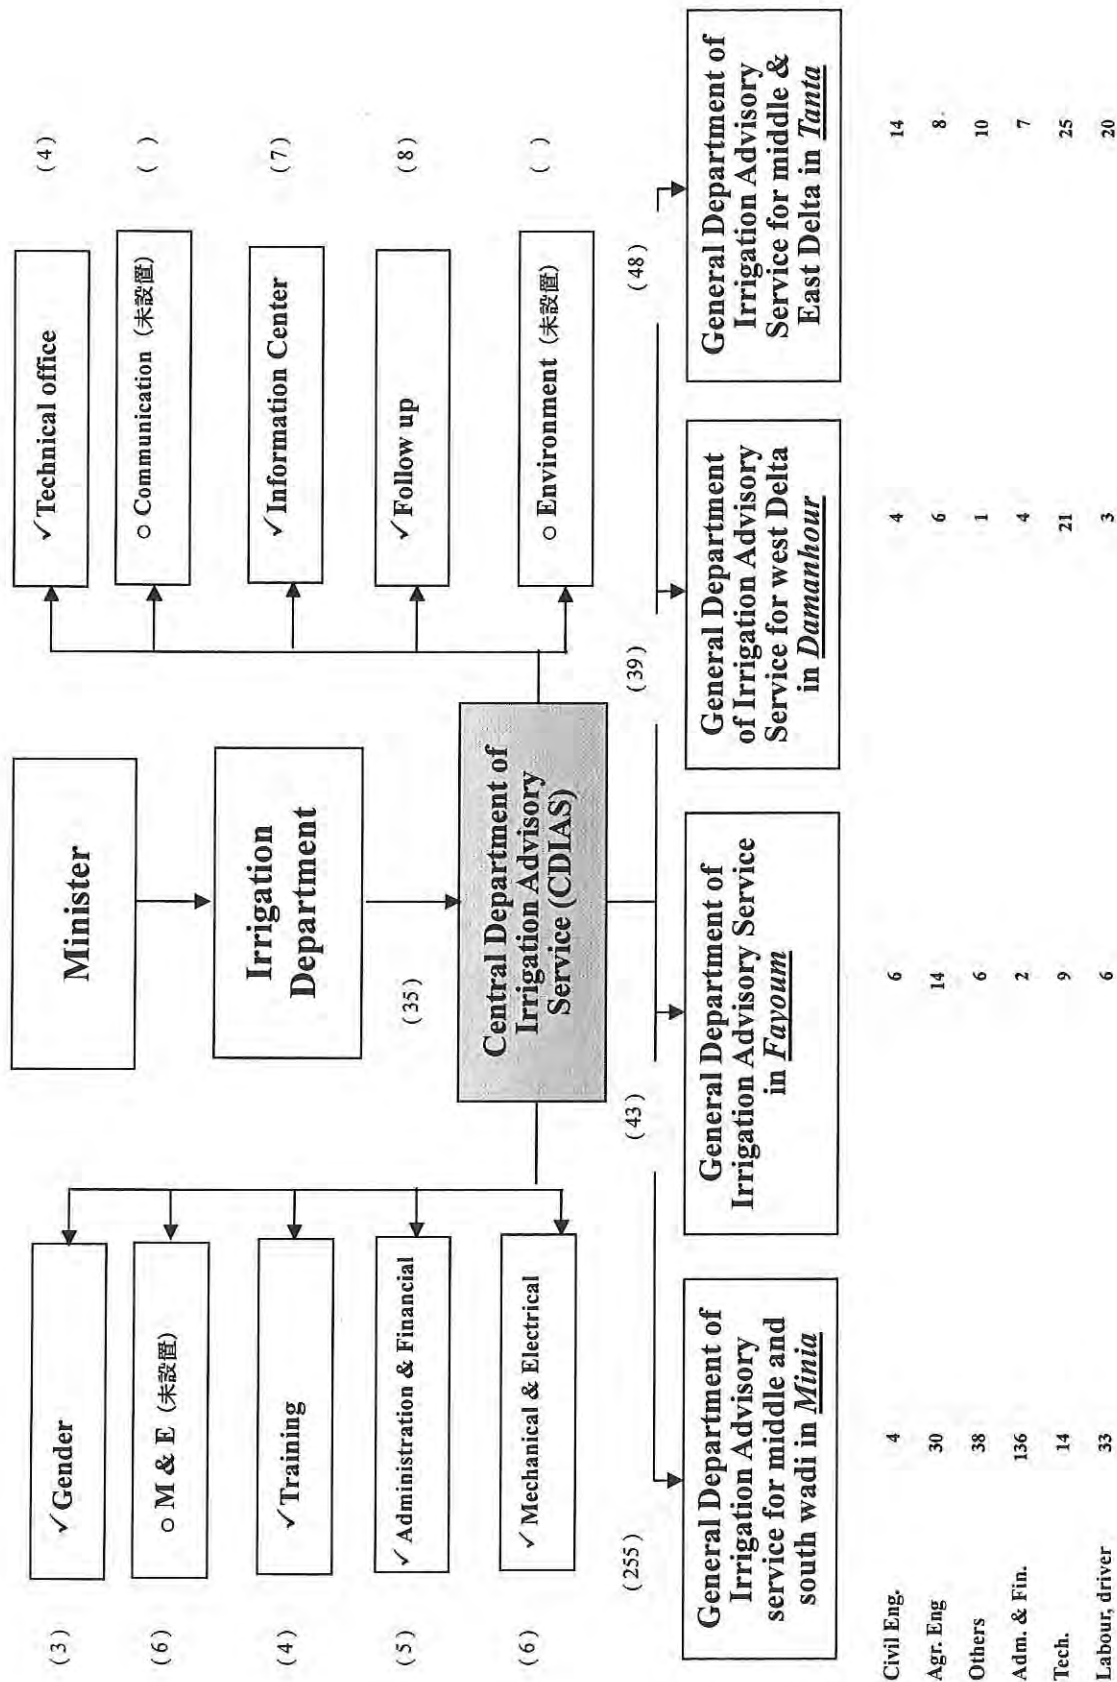 Minister
Irrigation
Department
(35)
Central Department of
Irrigation Advisory
Service (CDIAS)
(3)
✓Gender
(6)
○ M & E (未設置)
(4)
✓Training
(5)
✓Administration & Financial
(6)
✓Mechanical & Electrical
✓Technical office
(4)
○ Communication (未設置)
( )
✓Information Center
(7)
✓Follow up
(8)
○ Environment (未設置)
( )
(255)
General Department of
Irrigation Advisory
service for middle and
south wadi in Minia
(43)
General Department of
Irrigation Advisory Service
in Fayoum
(39)
General Department
of Irrigation Advisory
Service for west Delta
in Damanhour
(48)
General Department of
Irrigation Advisory
Service for middle &
East Delta in Tanta
Civil Eng. 4 6 4 14
Agr. Eng 30 14 6 8
Others 38 6 1 10
Adm. & Fin. 136 2 4 7
Tech. 14 9 21 25
Labour, driver 33 6 3 20